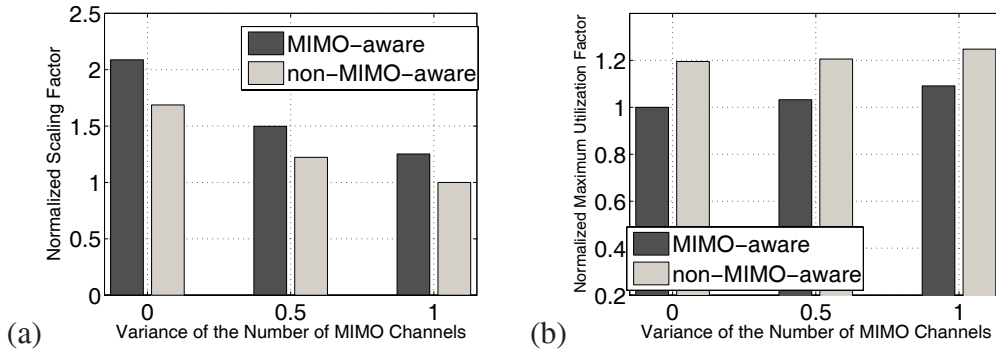 (a)
Normalized Scaling Factor
2.5
2
1.5
1
0.5
0
MIMO−aware
non−MIMO−aware
0
0.5
1
Variance of the Number of MIMO Channels
(b)
Normalized Maximum Utilization Factor
1.2
1
0.8
0.6
0.4
0.2
MIMO−aware
non−MIMO−aware
0
0.5
1
Variance of the Number of MIMO Channels